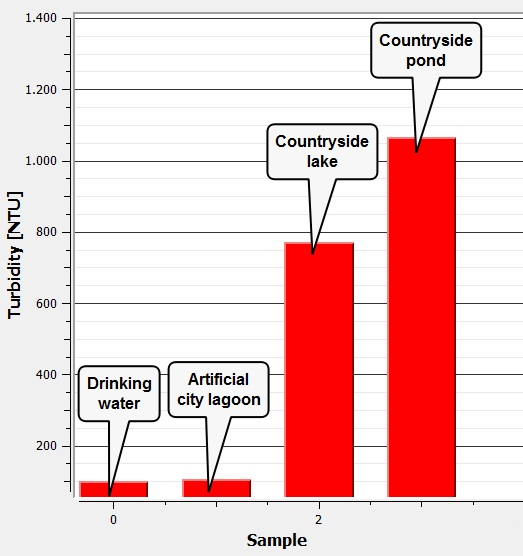 1.400
1.200
1.000
800
600
400
200
Turbidity [NTU]
Countryside
pond
Countryside
lake
Drinking
water
Artificial
city lagoon
0
2
Sample